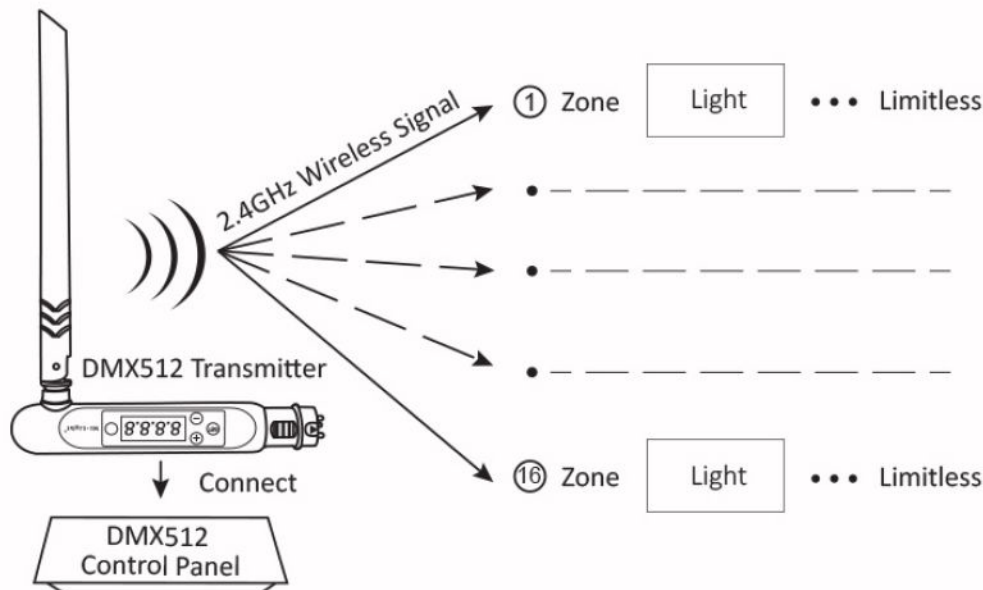 ① Zone Light ••• Limitless
2.4GHz Wireless Signal
DMX512 Transmitter
8.8.8.8
Connect
DMX512
Control Panel
⑯ Zone Light ••• Limitless